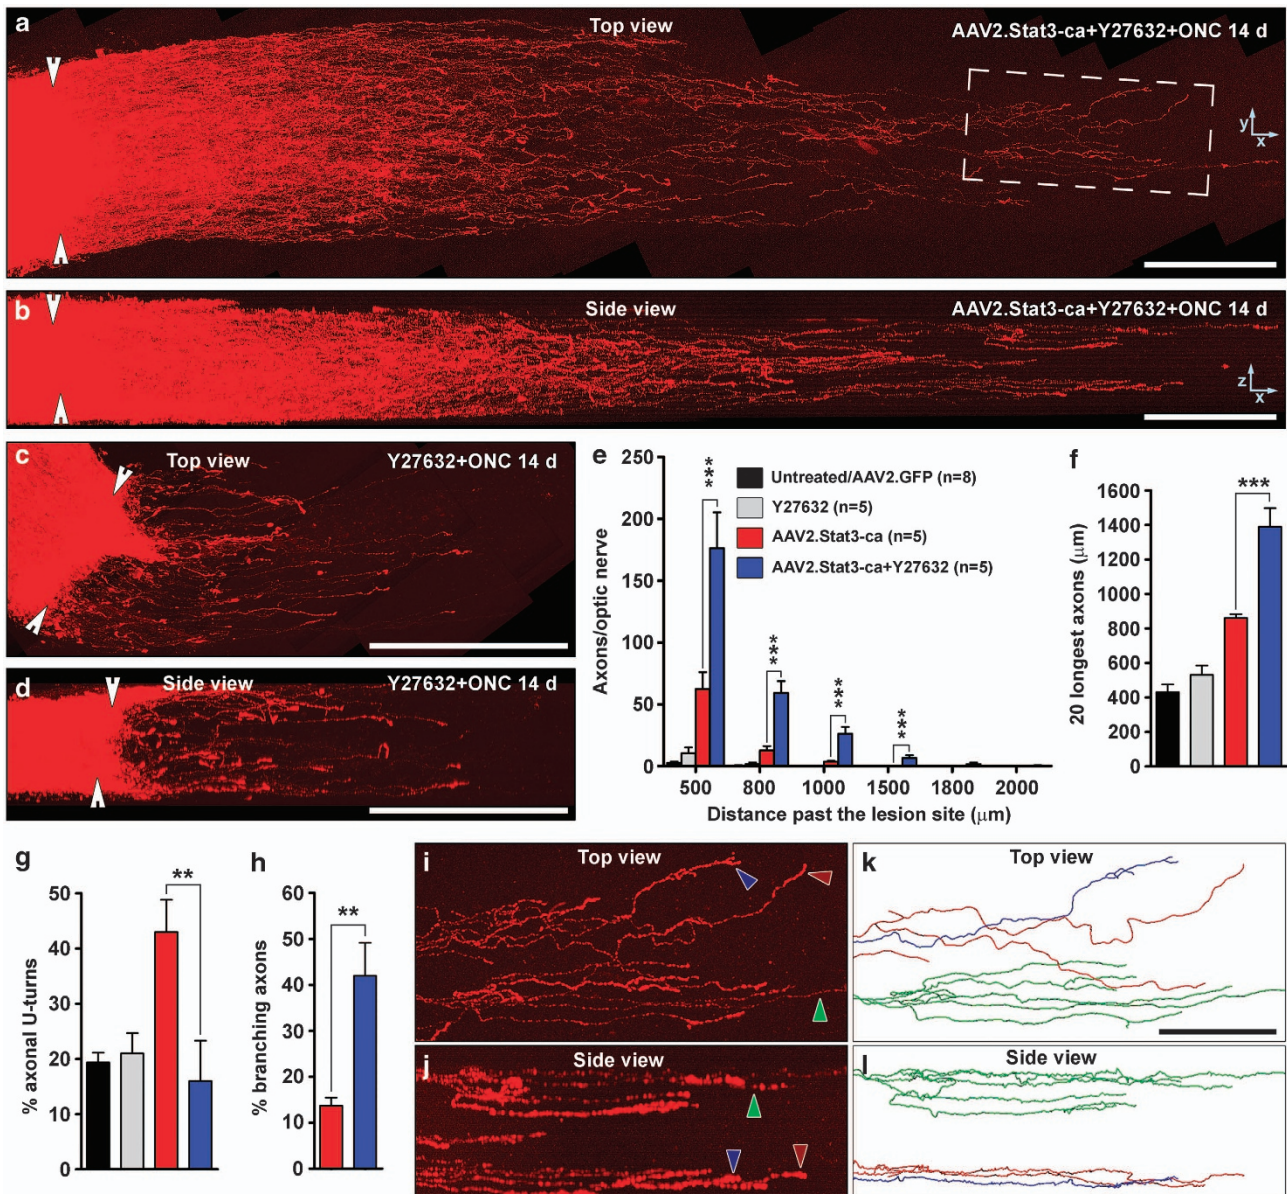 a
Top view
AAV2.Stat3-ca+Y27632+ONC 14 d
y
x
b
Side view
AAV2.Stat3-ca+Y27632+ONC 14 d
z
x
c
Top view
Y27632+ONC 14 d
d
Side view
Y27632+ONC 14 d
e
Axons/optic nerve
250
200
150
100
50
0
***
***
***
***
Untreated/AAV2.GFP (n=8)
Y27632 (n=5)
AAV2.Stat3-ca (n=5)
AAV2.Stat3-ca+Y27632 (n=5)
500 800 1000 1500 1800 2000
Distance past the lesion site (μm)
f
20 longest axons (μm)
1600
1400
1200
1000
800
600
400
200
0
***
g
% axonal U-turns
50
40
30
20
10
0
**
h
% branching axons
60
50
40
30
20
10
0
**
i
Top view
j
Side view
k
Top view
l
Side view